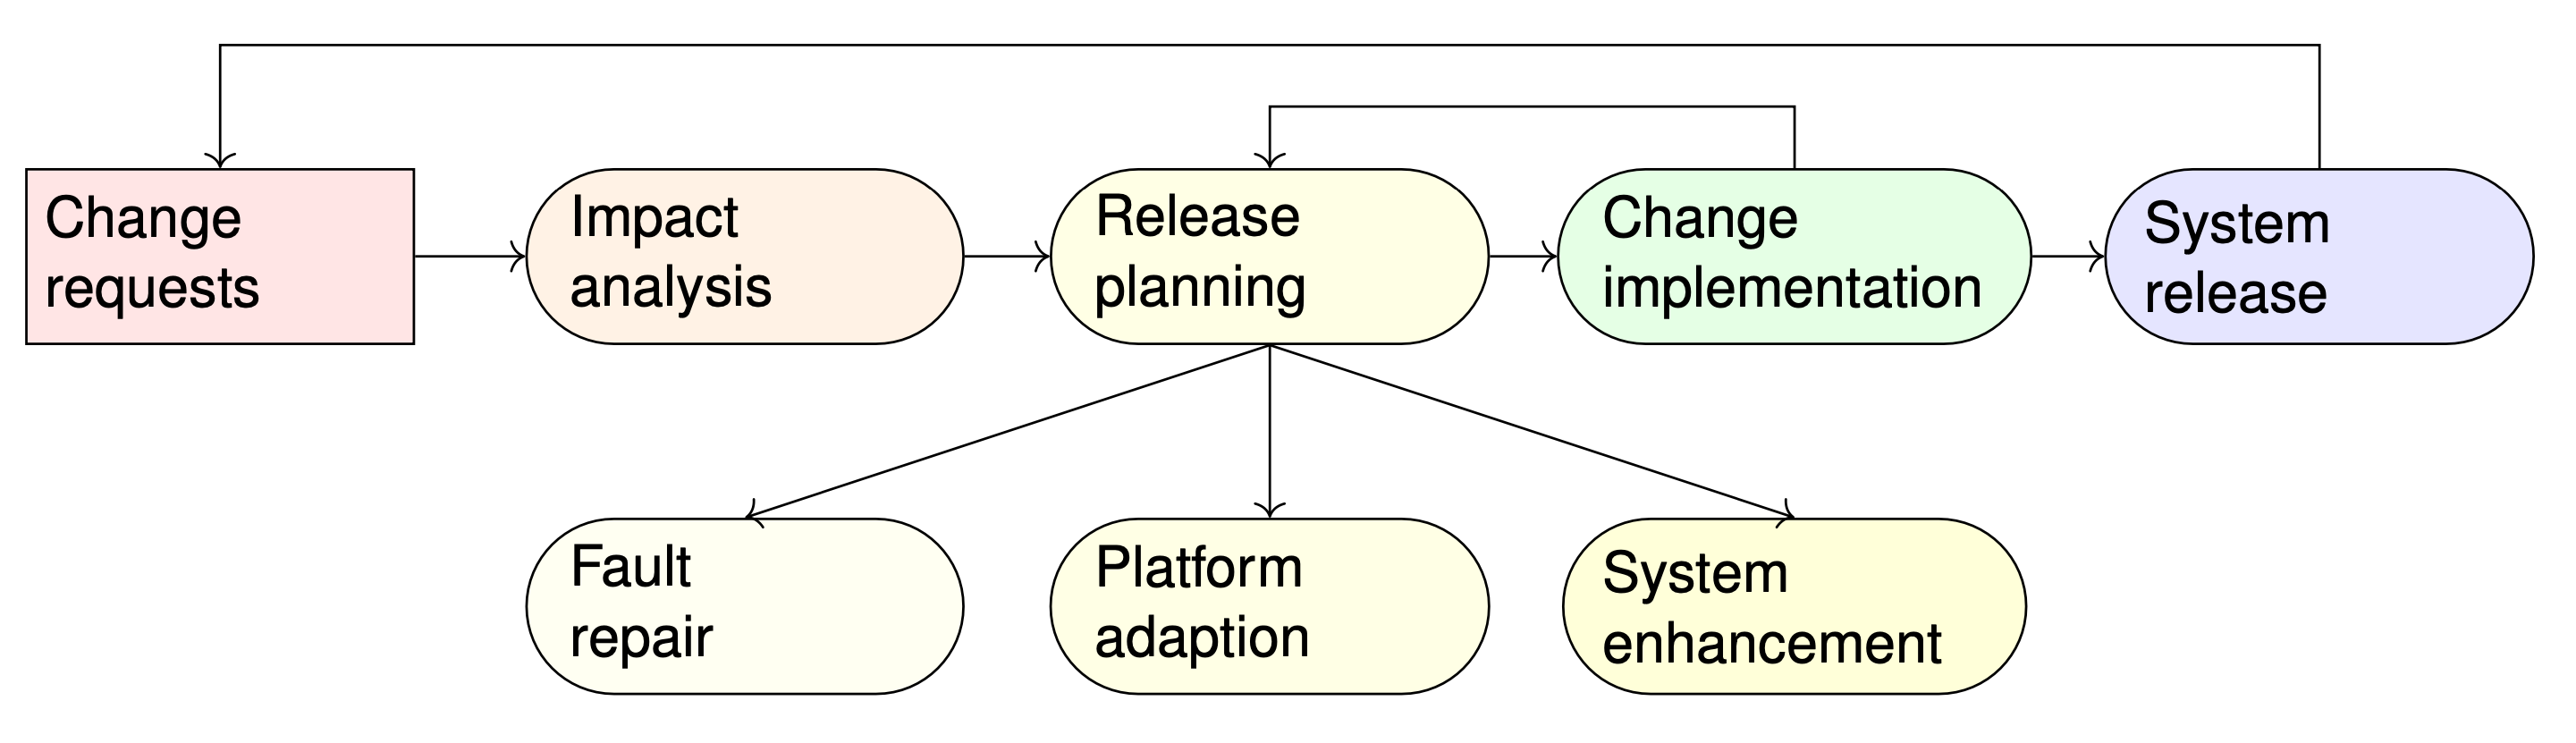 Change
requests
Impact
analysis
Release
planning
Change
implementation
System
release
Fault
repair
Platform
adaption
System
enhancement